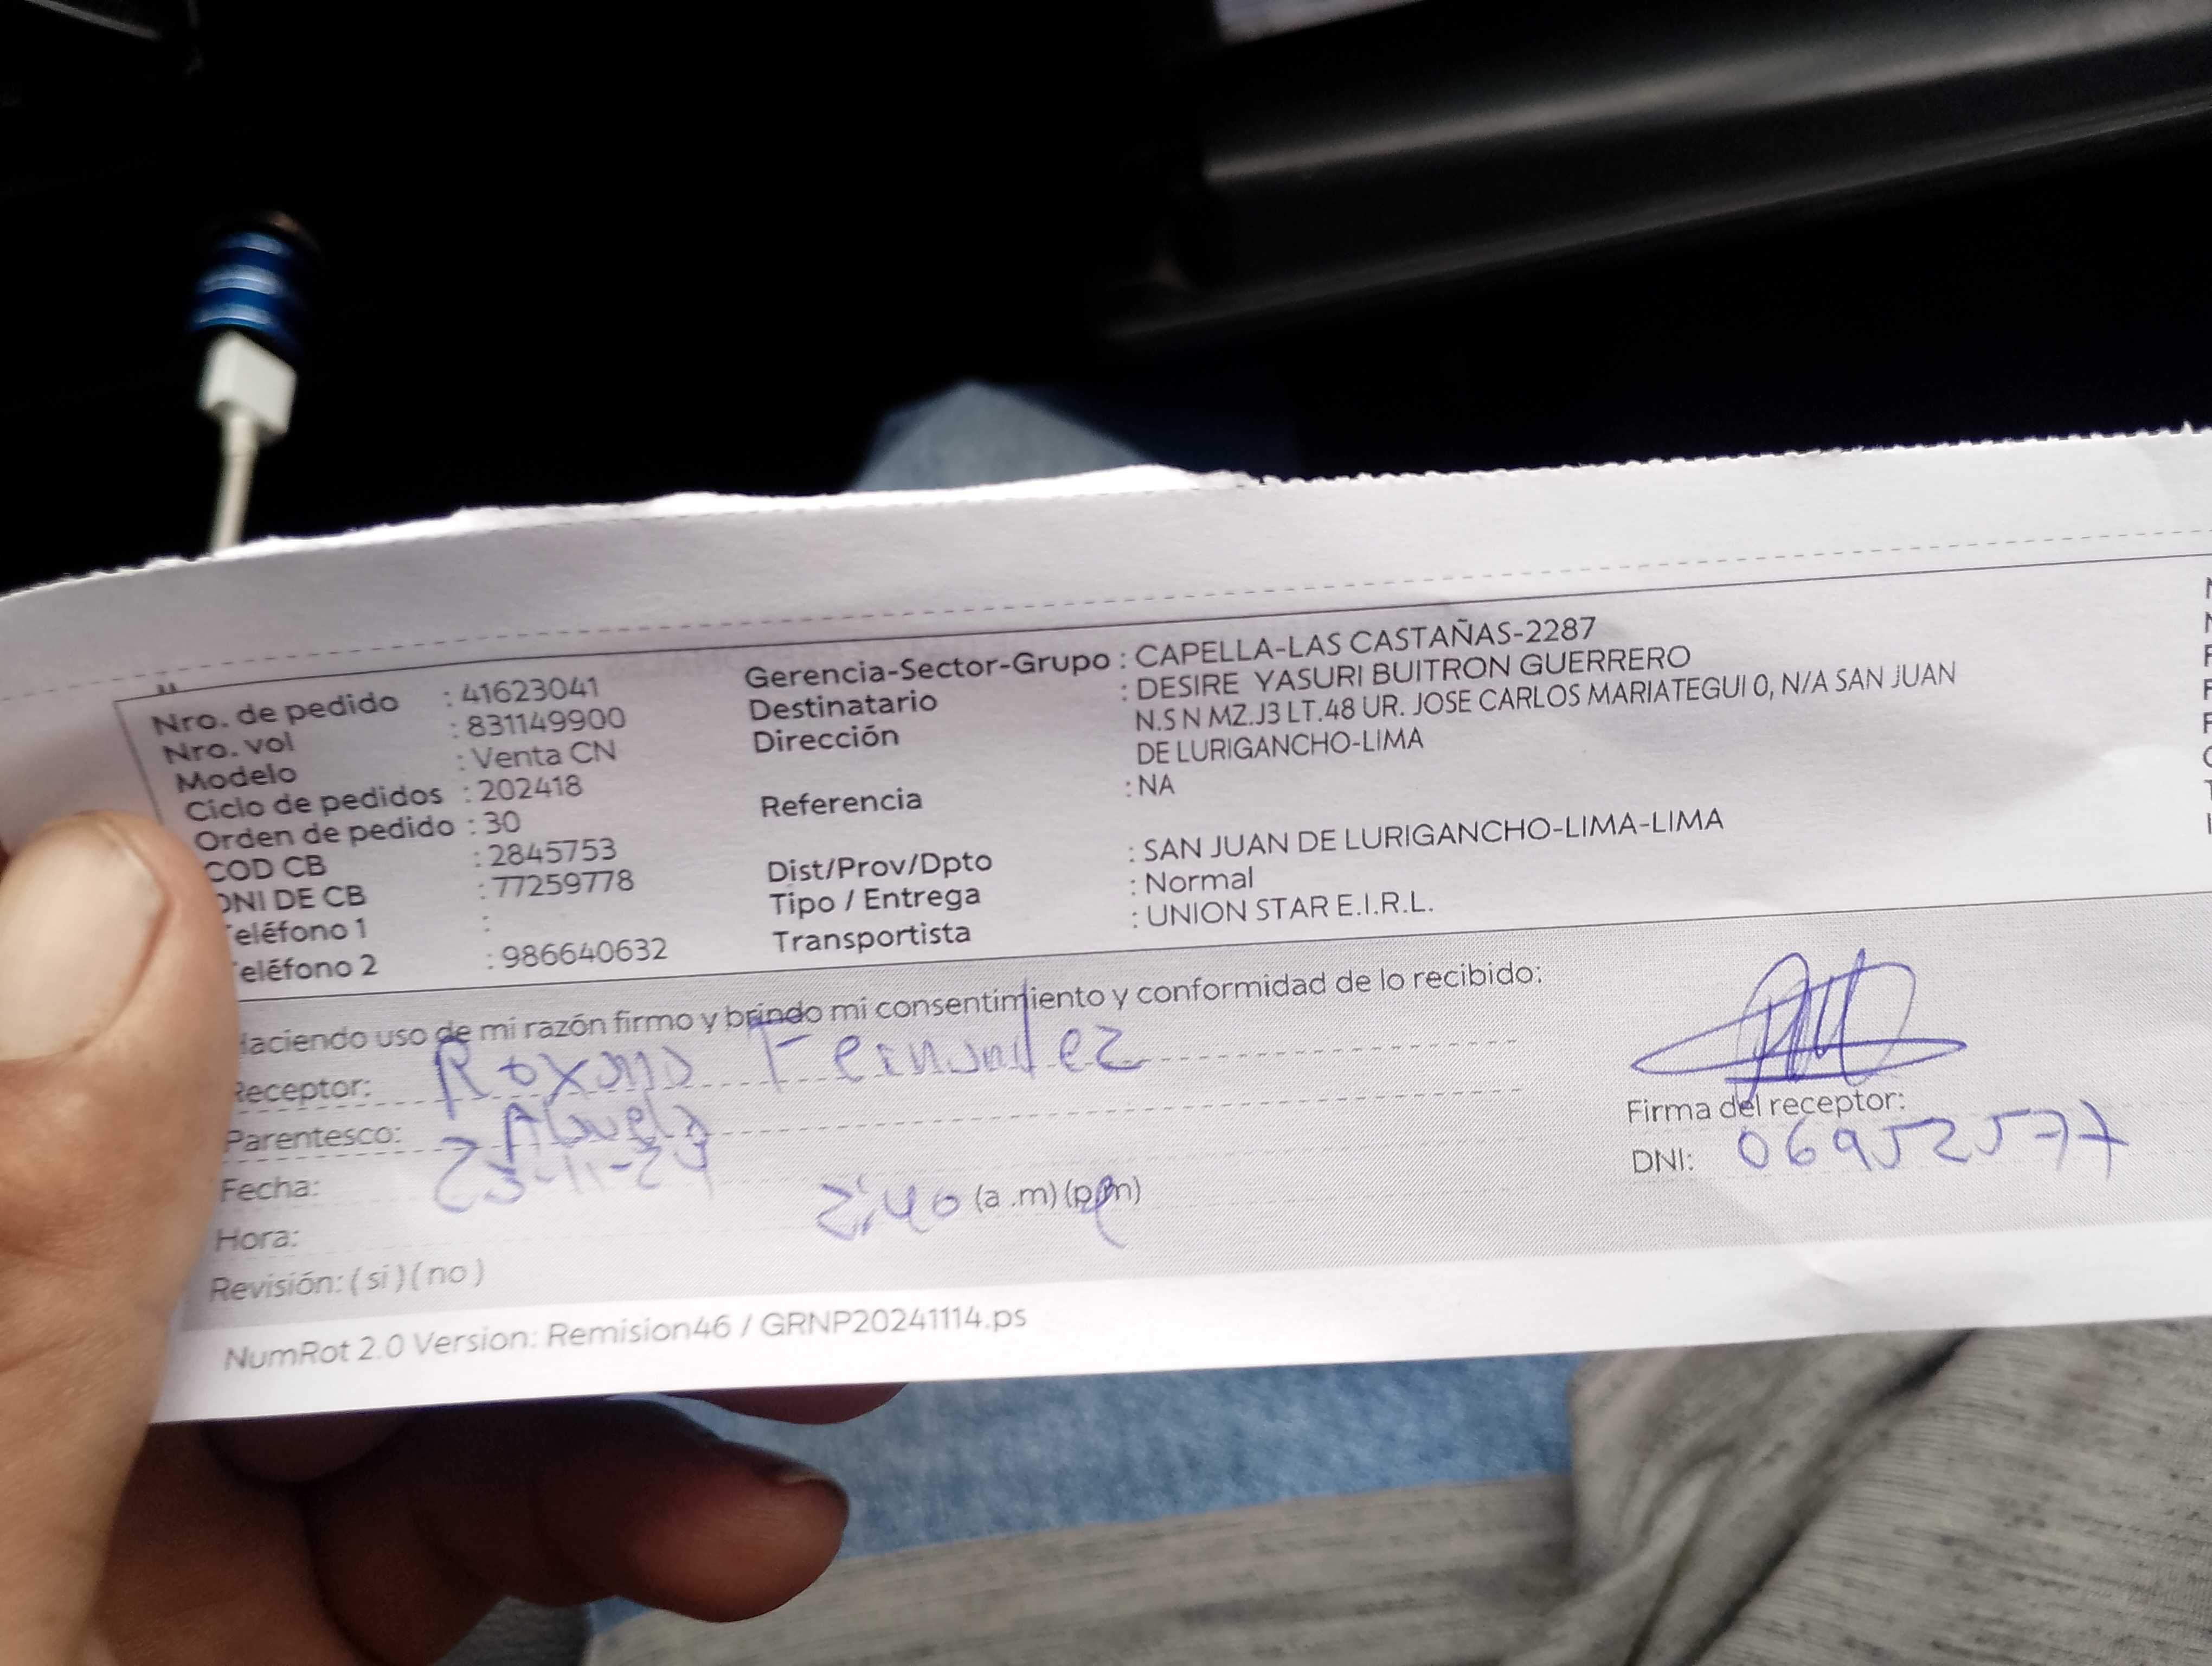 Nro. de pedido : 41623041
Nro. vol : 831149900
Modelo : Venta CN
Ciclo de pedidos : 202418
Orden de pedido : 30
COD CB : 2845753
DNI DE CB : 77259778
Teléfono 1 :
Teléfono 2 : 986640632
Gerencia-Sector-Grupo : CAPELLA-LAS CASTAÑAS-2287
Destinatario : DESIRE YASURI BUITRON GUERRERO
Dirección N.S N MZ.J3 LT.48 UR. JOSE CARLOS MARIATEGUI 0, N/A SAN JUAN
DE LURIGANCHO-LIMA
Referencia : NA
Dist/Prov/Dpto : SAN JUAN DE LURIGANCHO-LIMA-LIMA
Tipo / Entrega : Normal
Transportista : UNION STAR E.I.R.L.
Haciendo uso de mi razón firmo y brindo mi consentimiento y conformidad de lo recibido:
Receptor: Roxana Fernandez
Parentesco: Abuela
Fecha: 23-11-24
Hora: 2:40 (a .m) (p.m)
Revisión: ( si ) ( no )
Firma del receptor:
DNI: 06952577
NumRot 2.0 Version: Remision46 / GRNP20241114.ps